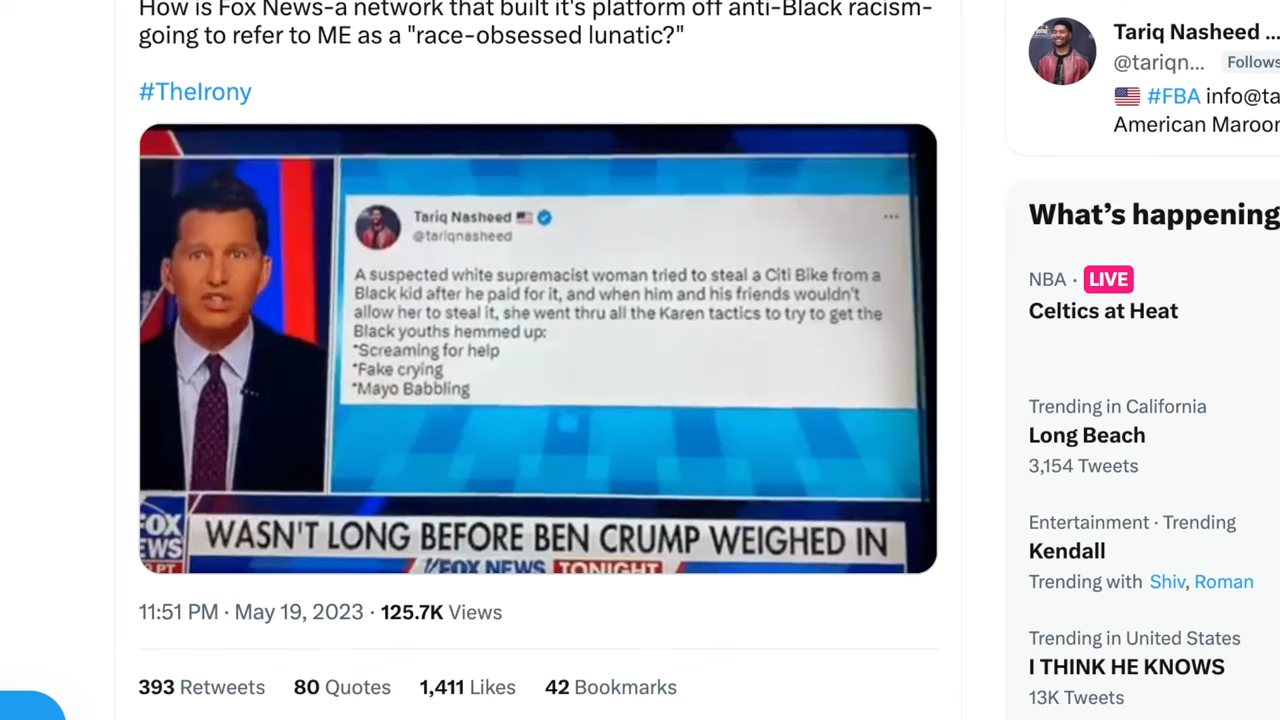 How is Fox News-a network that built it's platform off anti-Black racism-
going to refer to ME as a "race-obsessed lunatic?"
#TheIrony
Tariq Nasheed 🇺🇸
@tariqnasheed
A suspected white supremacist woman tried to steal a Citi Bike from a
Black kid after he paid for it, and when him and his friends wouldn't
allow her to steal it, she went thru all the Karen tactics to try to get the
Black youths hemmed up:
*Screaming for help
*Fake crying
*Mayo Babbling
FOX
EWS
PT
WASN'T LONG BEFORE BEN CRUMP WEIGHED IN
FOX NEWS TONIGHT
11:51 PM · May 19, 2023 · 125.7K Views
393 Retweets 80 Quotes 1,411 Likes 42 Bookmarks
Tariq Nasheed ...
@tariqn... Follows
🇺🇸 #FBA info@ta
American Maroor
What's happening
NBA · LIVE
Celtics at Heat
Trending in California
Long Beach
3,154 Tweets
Entertainment · Trending
Kendall
Trending with Shiv, Roman
Trending in United States
I THINK HE KNOWS
13K Tweets